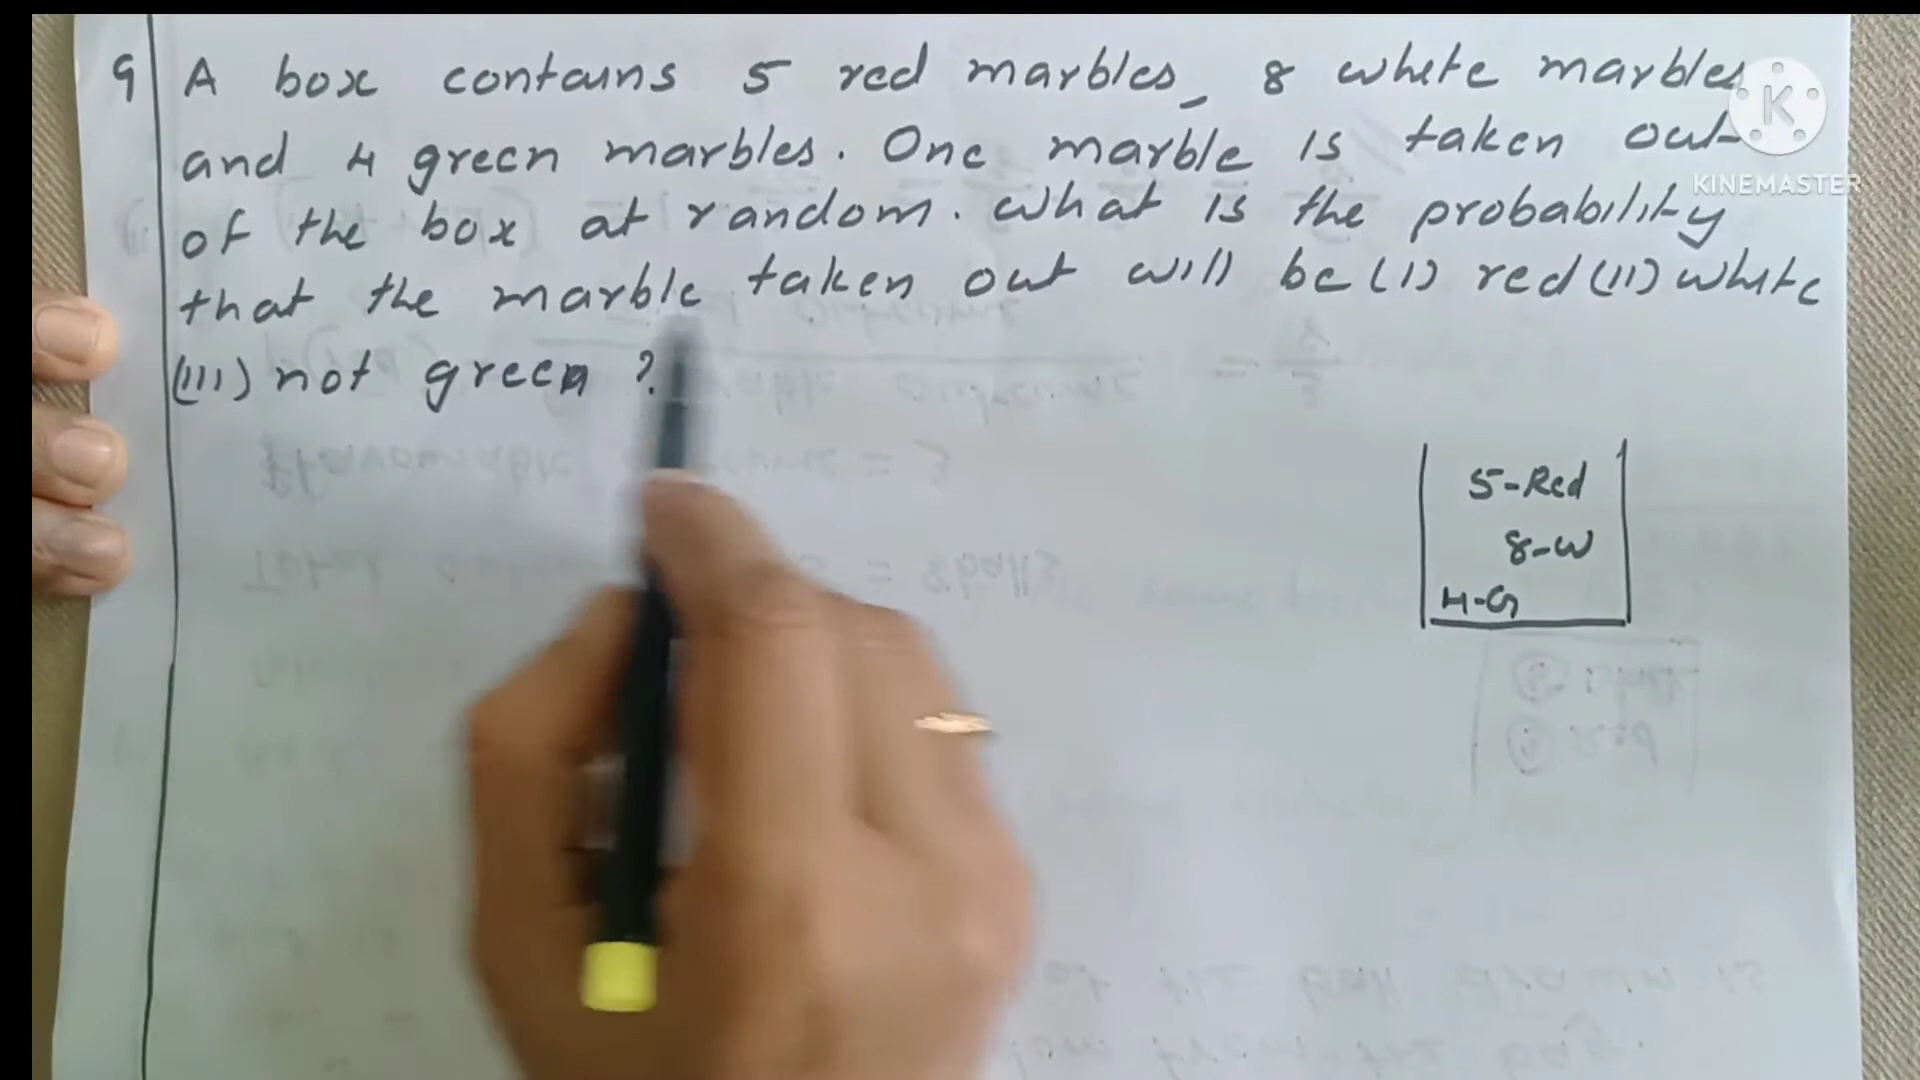 9 A box contains 5 red marbles, 8 white marbles
and 4 green marbles. One marble is taken out
of the box at random. What is the probability
that the marble taken out will be (i) red (ii) white
(iii) not green ?
5-Red
8-W
4-G
K
KINEMASTER